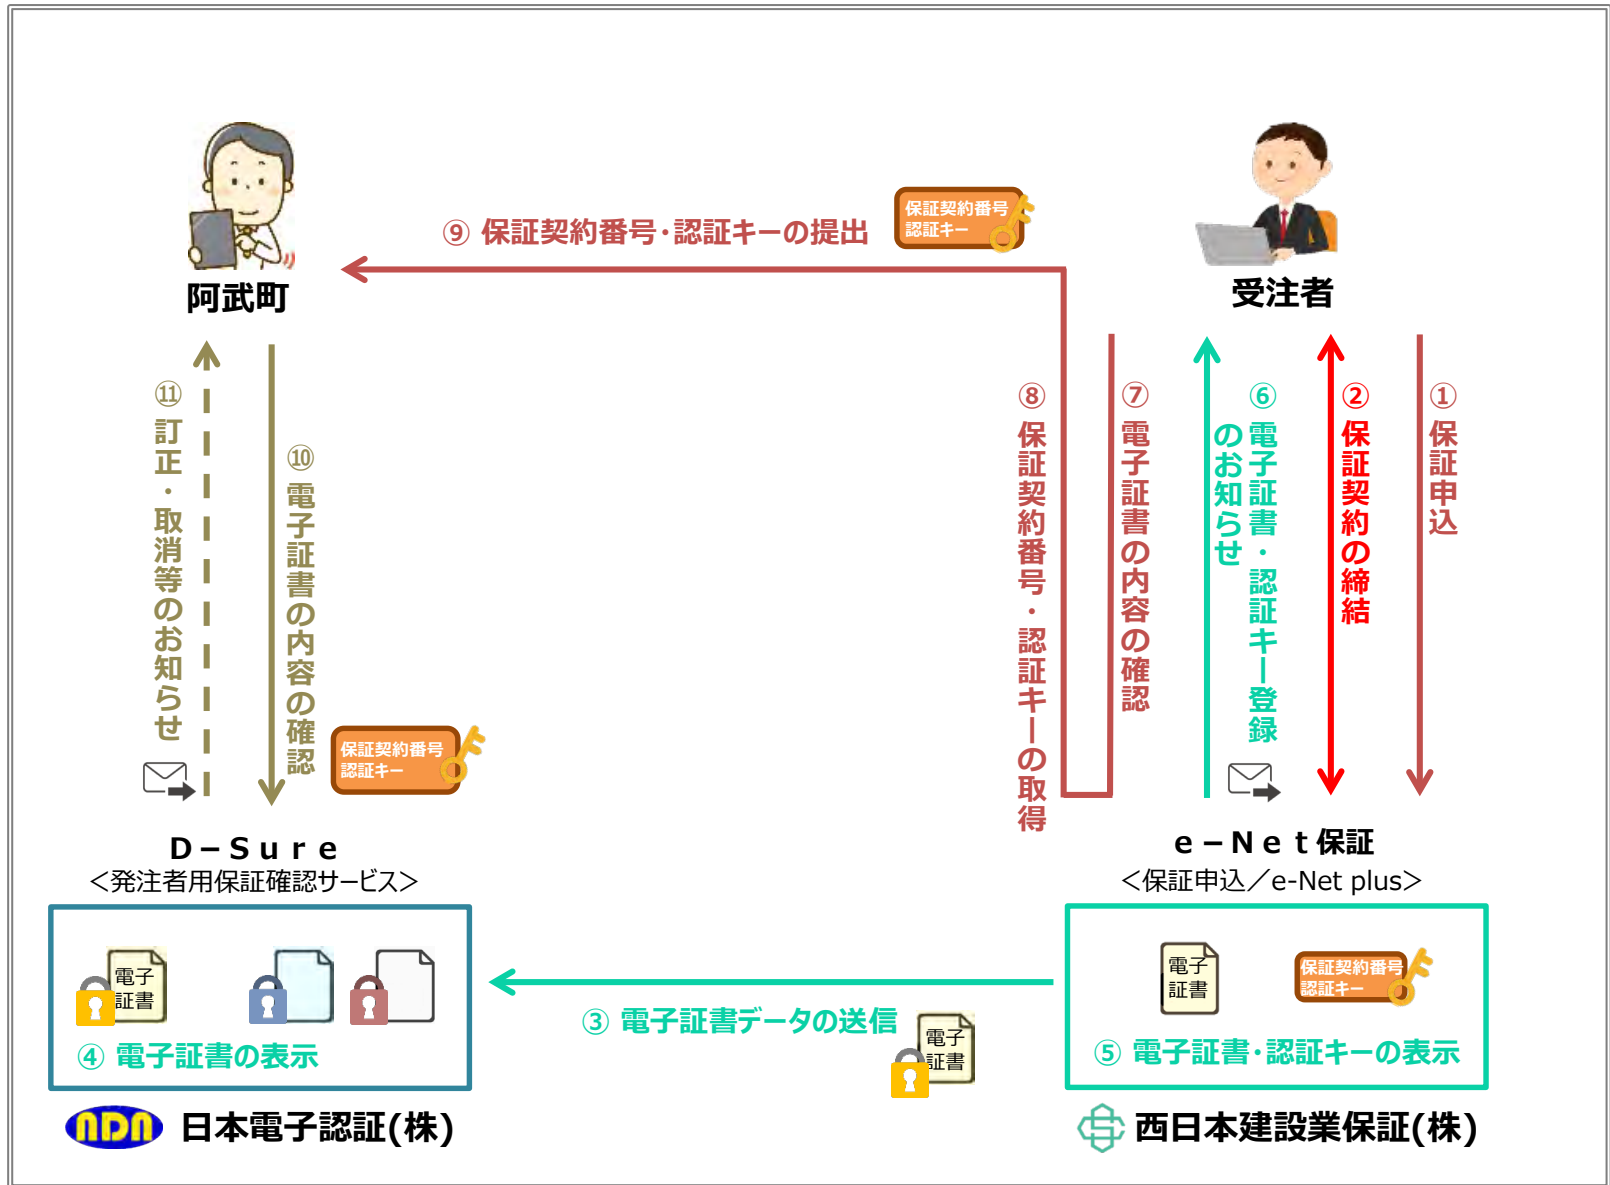 ⑨ 保証契約番号・認証キーの提出
保証契約番号
認証キー
阿武町
受注者
⑪ 訂正・取消等のお知らせ
⑩ 電子証書の内容の確認
保証契約番号
認証キー
⑧ 保証契約番号・認証キーの取得
⑦ 電子証書の内容の確認
⑥ 電子証書・認証キー登録
のお知らせ
② 保証契約の締結
① 保証申込
D－Sure
＜発注者用保証確認サービス＞
e－Net保証
＜保証申込／e-Net plus＞
電子
証書
④ 電子証書の表示
③ 電子証書データの送信
電子
証書
電子
証書
保証契約番号
認証キー
⑤ 電子証書・認証キーの表示
NDN 日本電子認証(株)
西日本建設業保証(株)